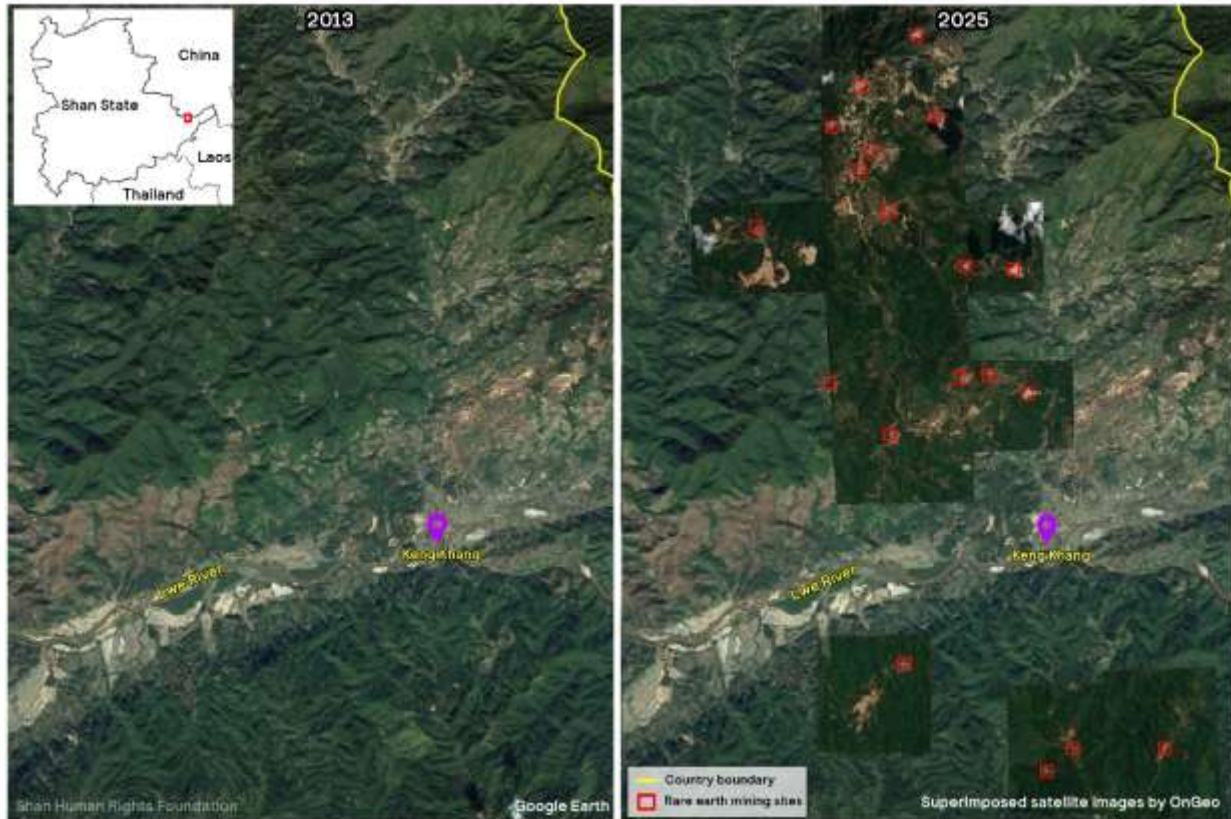 2013
China
Shan State
Laos
Thailand
Keng Khang
Lwe River
Shan Human Rights Foundation
Google Earth
2025
Keng Khang
Lwe River
Country boundary
Rare earth mining sites
Superimposed satellite images by OnGeo